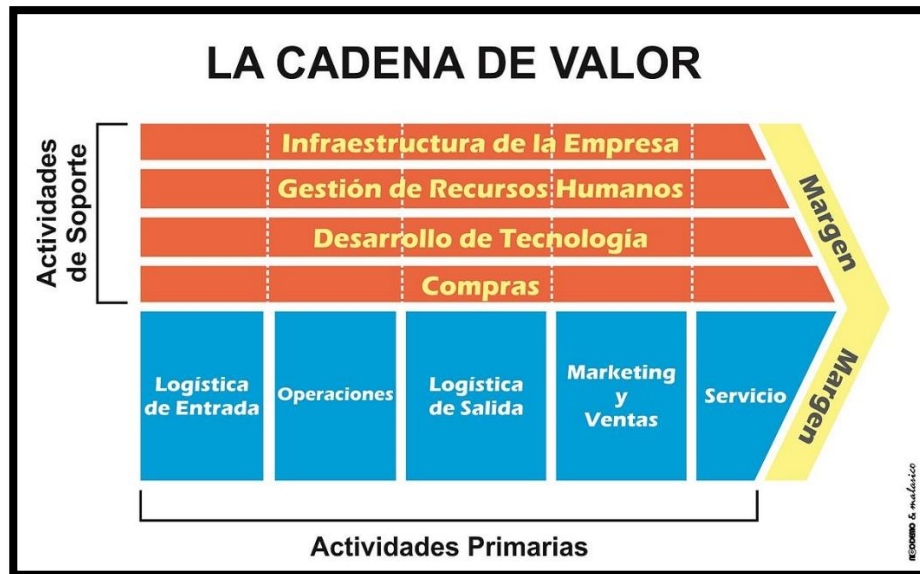 LA CADENA DE VALOR
Actividades
de Soporte
Infraestructura de la Empresa
Gestión de Recursos Humanos
Desarrollo de Tecnología
Compras
Margen
Margen
Logística
de Entrada
Operaciones
Logística
de Salida
Marketing
y
Ventas
Servicio
Actividades Primarias
& malarico